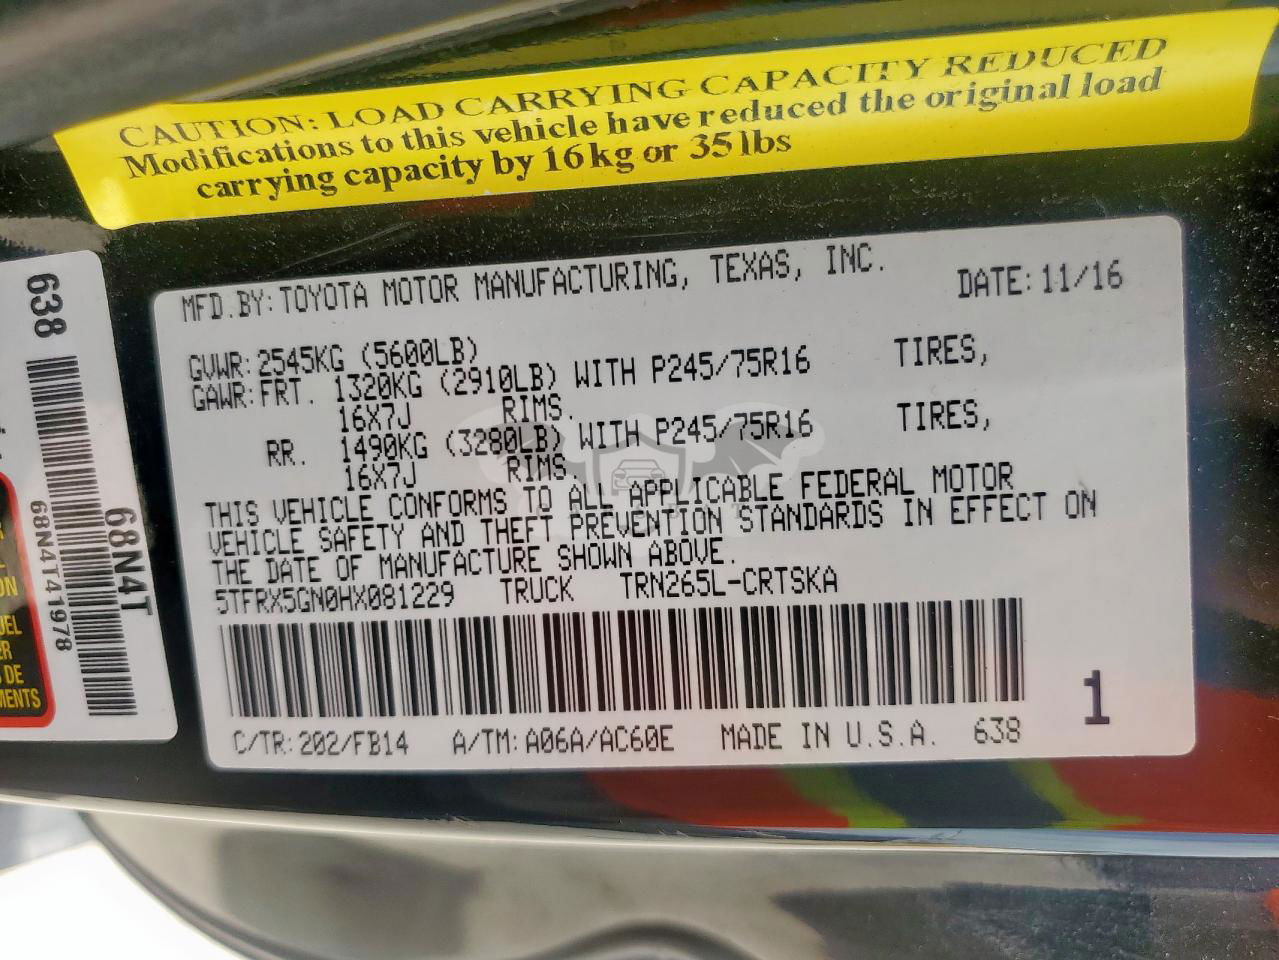 CAUTION: LOAD CARRYING CAPACITY REDUCED
Modifications to this vehicle have reduced the original load
carrying capacity by 16 kg or 35 lbs
MFD. BY: TOYOTA MOTOR MANUFACTURING, TEXAS, INC. DATE: 11/16
GVWR: 2545KG (5600LB)
GAWR: FRT. 1320KG (2910LB) WITH P245/75R16 TIRES,
16X7J RIMS.
RR. 1490KG (3280LB) WITH P245/75R16 TIRES,
16X7J RIMS.
THIS VEHICLE CONFORMS TO ALL APPLICABLE FEDERAL MOTOR
VEHICLE SAFETY AND THEFT PREVENTION STANDARDS IN EFFECT ON
THE DATE OF MANUFACTURE SHOWN ABOVE.
5TFRX5GN0HX081229 TRUCK TRN265L-CRTSKA
1
C/TR: 202/FB14 A/TM: A06A/AC60E MADE IN U.S.A. 638
638
68N4T
68N4T41978
DE